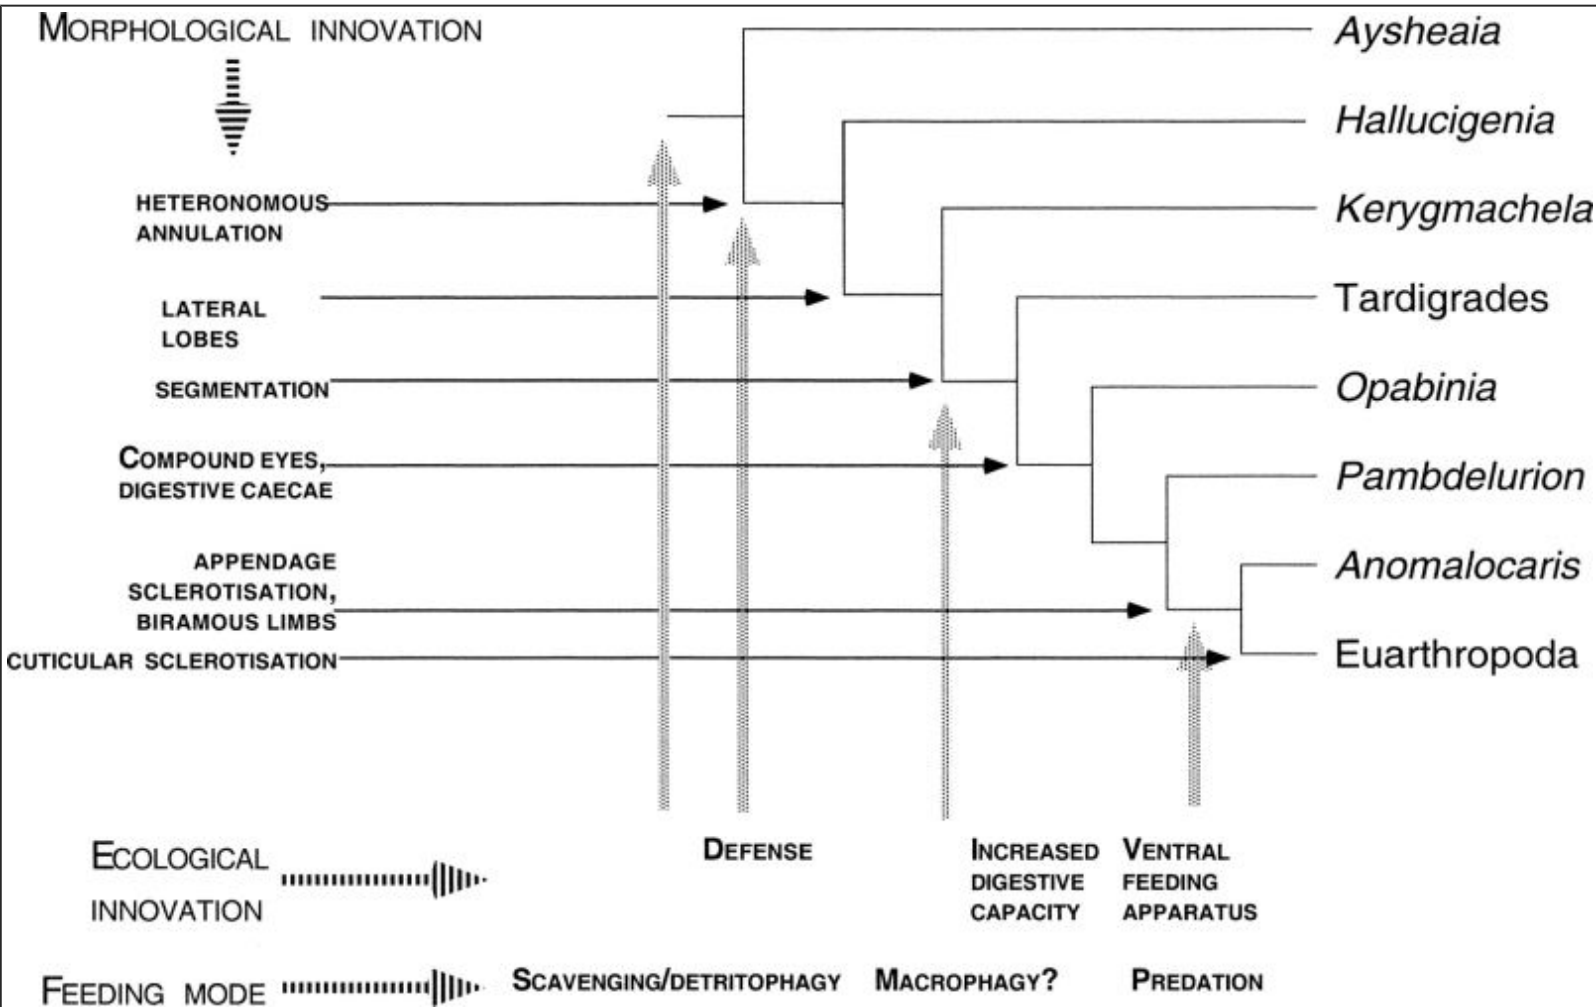 MORPHOLOGICAL INNOVATION
Aysheaia
Hallucigenia
HETERONOMOUS
ANNULATION
Kerygmachela
LATERAL
LOBES
Tardigrades
SEGMENTATION
Opabinia
COMPOUND EYES,
DIGESTIVE CAECAE
Pambdelurion
APPENDAGE
SCLEROTISATION,
BIRAMOUS LIMBS
Anomalocaris
CUTICULAR SCLEROTISATION
Euarthropoda
ECOLOGICAL
INNOVATION
DEFENSE
INCREASED
DIGESTIVE
CAPACITY
VENTRAL
FEEDING
APPARATUS
FEEDING MODE
SCAVENGING/DETRITOPHAGY
MACROPHAGY?
PREDATION